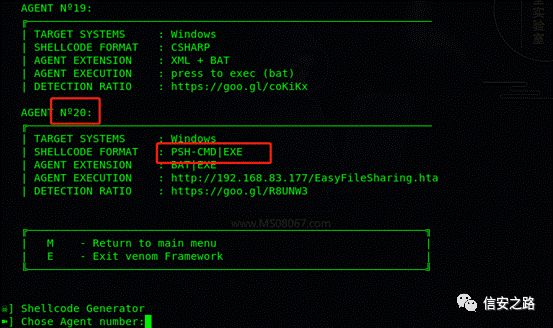 AGENT Nº19:
TARGET SYSTEMS : Windows
SHELLCODE FORMAT : CSHARP
AGENT EXTENSION : XML + BAT
AGENT EXECUTION : press to exec (bat)
DETECTION RATIO : https://goo.gl/coKiKx
AGENT Nº20:
TARGET SYSTEMS : Windows
SHELLCODE FORMAT : PSH-CMD|EXE
AGENT EXTENSION : BAT|EXE
AGENT EXECUTION : http://192.168.83.177/EasyFileSharing.hta
DETECTION RATIO : https://goo.gl/R8UNW3
www.MS08067.com
M - Return to main menu
E - Exit venom Framework
] Shellcode Generator
] Chose Agent number:
信安之路
实验室